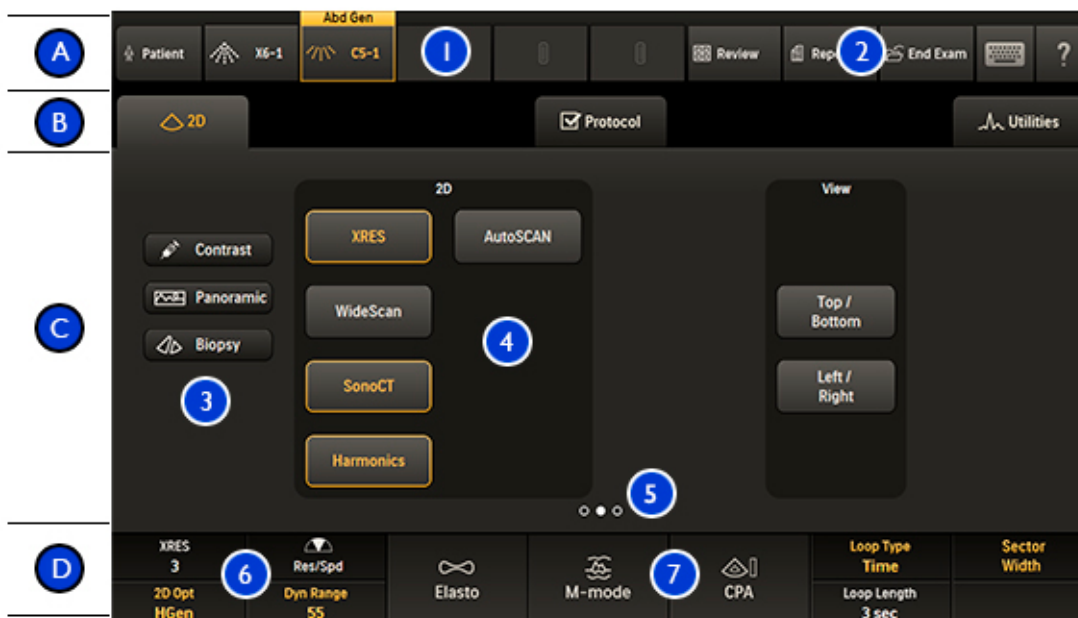 Abd Gen
A
Patient
X6-1
C5-1
1
Review
Rep
2
End Exam
?
B
2D
Protocol
Utilities
C
2D
View
Contrast
Panoramic
Biopsy
3
XRES
AutoSCAN
WideScan
4
SonoCT
Harmonics
5
Top /
Bottom
Left /
Right
D
XRES
3
2D Opt
HGen
6
Res/Spd
Dyn Range
55
Elasto
M-mode
7
CPA
Loop Type
Time
Loop Length
3 sec
Sector
Width